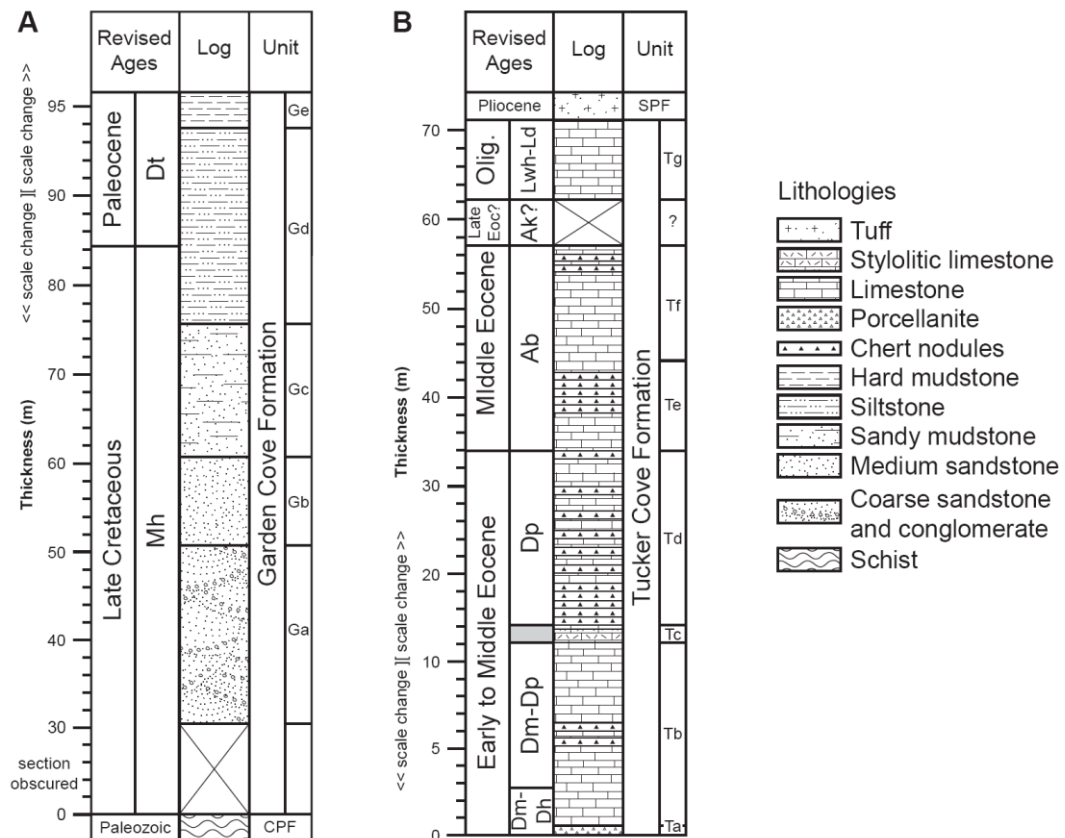 A
Revised
Ages
Log
Unit
<< scale change ][ scale change >>
Thickness (m)
95
90
80
70
60
50
40
30
section
obscured
0
Paleocene
Late Cretaceous
Dt
Mh
Garden Cove Formation
Ge
Gd
Gc
Gb
Ga
Paleozoic
CPF
B
Revised
Ages
Log
Unit
Pliocene
SPF
<< scale change ][ scale change >>
Thickness (m)
70
60
50
40
30
20
10
5
0
Olig.
Late
Eoc?
MIddle Eocene
Early to Middle Eocene
Lwh-Ld
Ak?
Ab
Dp
Dm-Dp
Dm-
Dh
Tucker Cove Formation
Tg
?
Tf
Te
Td
Tc
Tb
Ta
Lithologies
Tuff
Stylolitic limestone
Limestone
Porcellanite
Chert nodules
Hard mudstone
Siltstone
Sandy mudstone
Medium sandstone
Coarse sandstone
and conglomerate
Schist